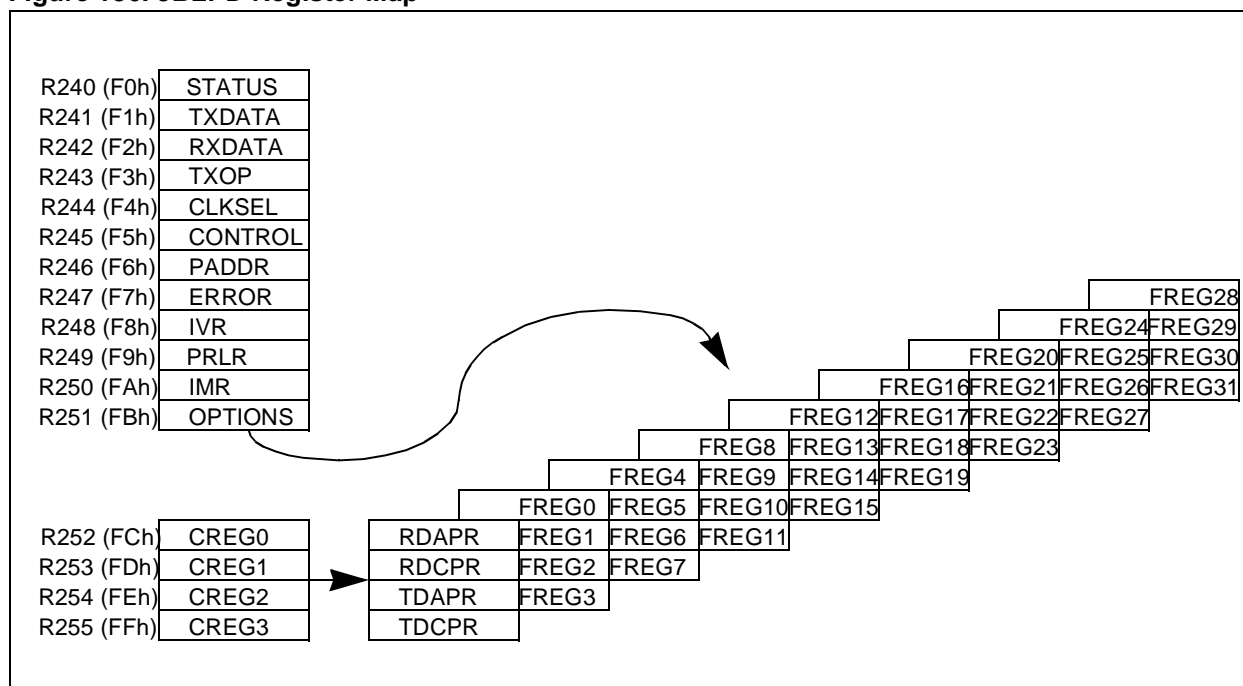 Figure JBLPD Register Map
R240 (F0h) STATUS
R241 (F1h) TXDATA
R242 (F2h) RXDATA
R243 (F3h) TXOP
R244 (F4h) CLKSEL
R245 (F5h) CONTROL
R246 (F6h) PADDR
R247 (F7h) ERROR FREG28
R248 (F8h) IVR FREG24 FREG29
R249 (F9h) PRLR FREG20 FREG25 FREG30
R250 (FAh) IMR FREG16 FREG21 FREG26 FREG31
R251 (FBh) OPTIONS FREG12 FREG17 FREG22 FREG27
FREG8 FREG13 FREG18 FREG23
FREG4 FREG9 FREG14 FREG19
FREG0 FREG5 FREG10 FREG15
R252 (FCh) CREG0 RDAPR FREG1 FREG6 FREG11
R253 (FDh) CREG1 RDCPR FREG2 FREG7
R254 (FEh) CREG2 TDAPR FREG3
R255 (FFh) CREG3 TDCPR